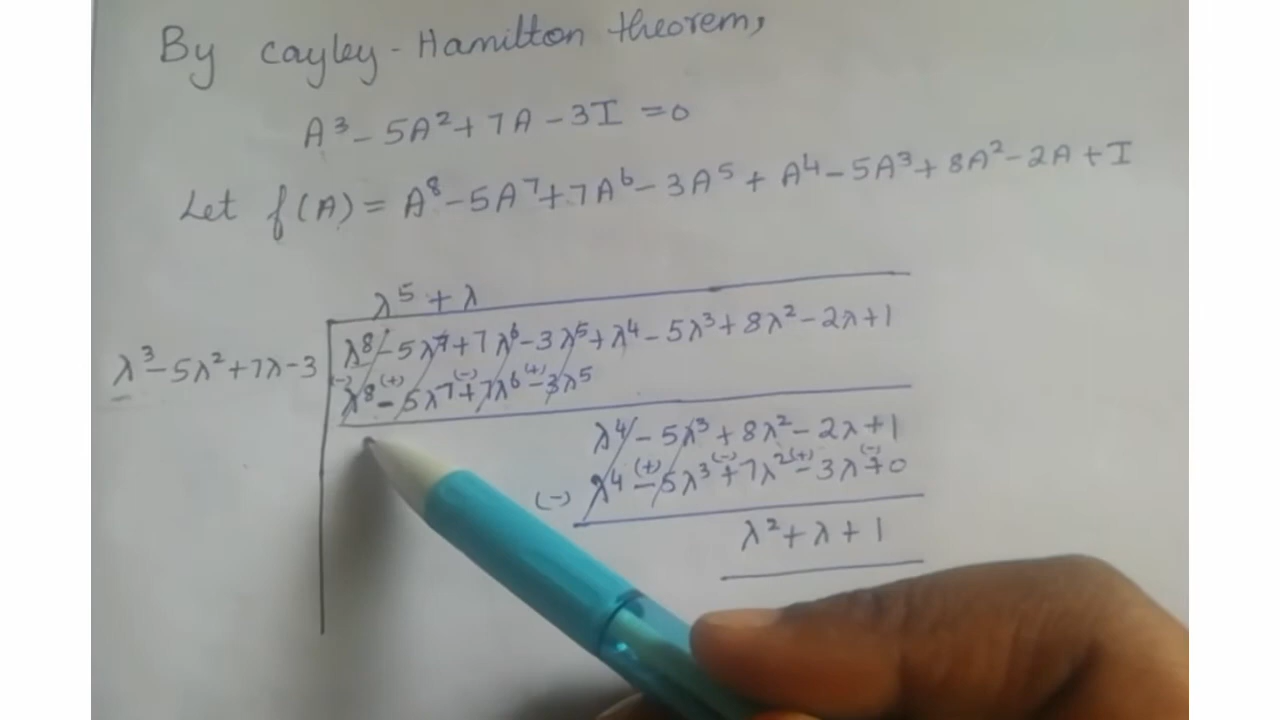 By Cayley-Hamilton theorem,
A³ - 5A² + 7A - 3I = 0
Let f(A) = A⁸ - 5A⁷ + 7A⁶ - 3A⁵ + A⁴ - 5A³ + 8A² - 2A + I
λ⁵ + λ
λ³ - 5λ² + 7λ - 3 | λ⁸ - 5λ⁷ + 7λ⁶ - 3λ⁵ + λ⁴ - 5λ³ + 8λ² - 2λ + 1
(-) (+) (-) (+)
λ⁸ - 5λ⁷ + 7λ⁶ - 3λ⁵
λ⁴ - 5λ³ + 8λ² - 2λ + 1
(-) (+) (-) (+) (-)
λ⁴ - 5λ³ + 7λ² - 3λ + 0
λ² + λ + 1